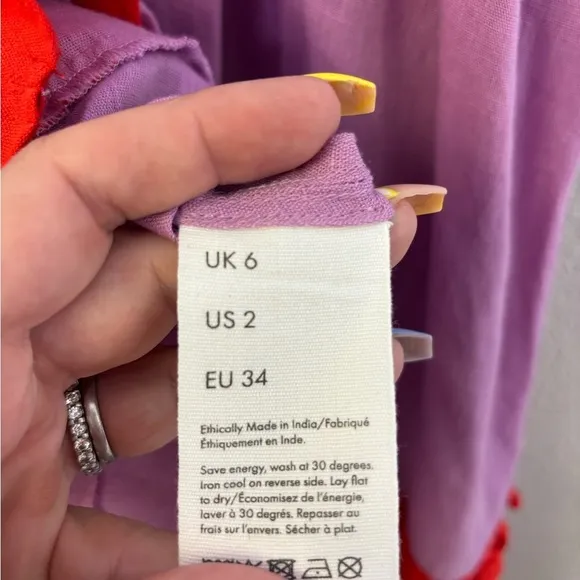 UK 6
US 2
EU 34
Ethically Made in India/Fabriqué
Éthiquement en Inde.
Save energy, wash at 30 degrees.
Iron cool on reverse side. Lay flat
to dry/Économisez de l'énergie,
laver à 30 degrés. Repasser au
frais sur l'envers. Sécher à plat.